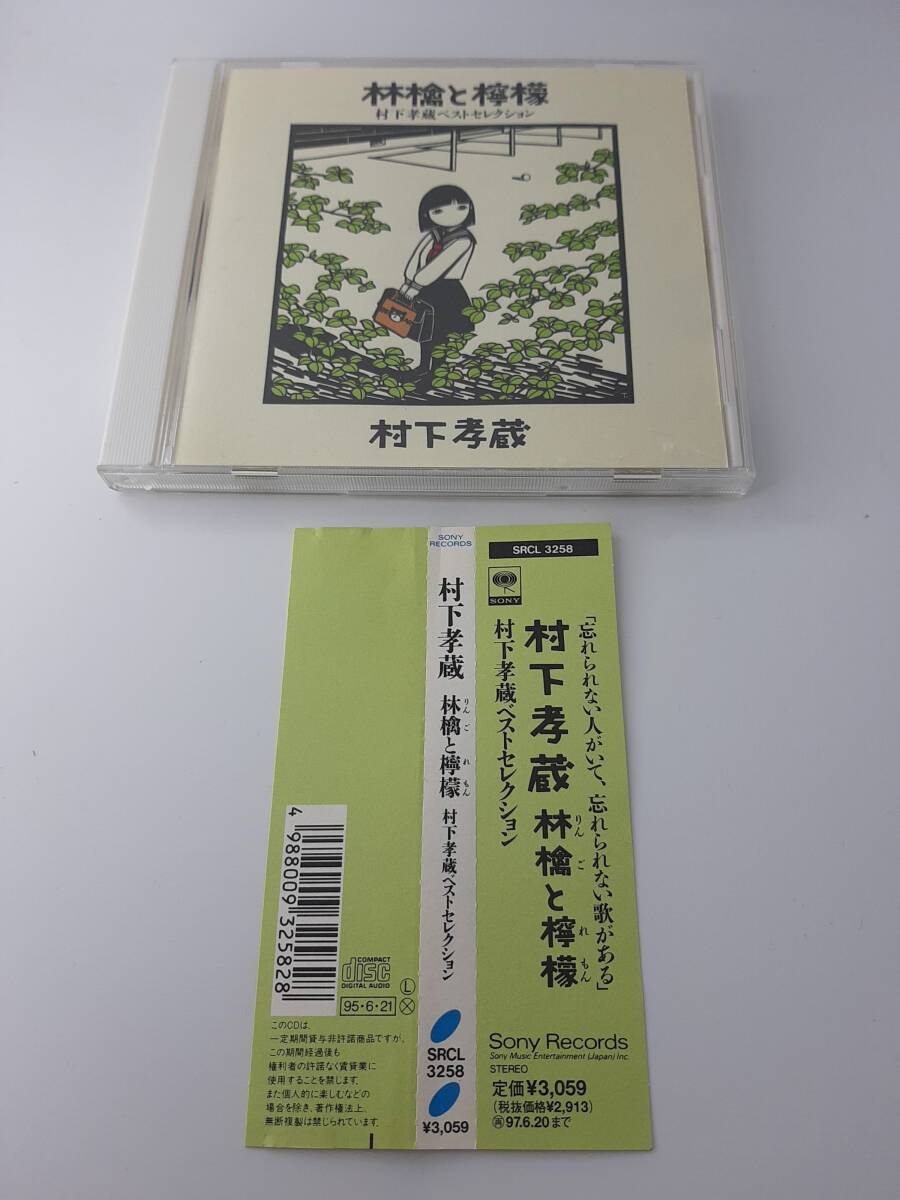 林檎と檸檬
村下孝蔵ベストセレクション
T.
村下孝蔵
SONY
RECORDS
村下孝蔵
林檎と檸檬
りんご
れもん
村下孝蔵ベストセレクション
SRCL
3258
¥3,059
SRCL 3258
SONY
「忘れられない人がいて、忘れられない歌がある」
村下孝蔵 林檎と檸檬
りんご
れもん
村下孝蔵ベストセレクション
Sony Records
Sony Music Entertainment (Japan) Inc.
STEREO
定価¥3,059
(税抜価格¥2,913)
再97.6.20まで
4 988009 325828
COMPACT
disc
DIGITAL AUDIO
L
95・6・21
X
このCDは、
一定期間貸与非許諾商品ですが、
この期間経過後も
権利者の許諾なく賃貸業に
使用することを禁じます。
また個人的に楽しむなどの
場合を除き、著作権法上、
無断複製は禁じられています。